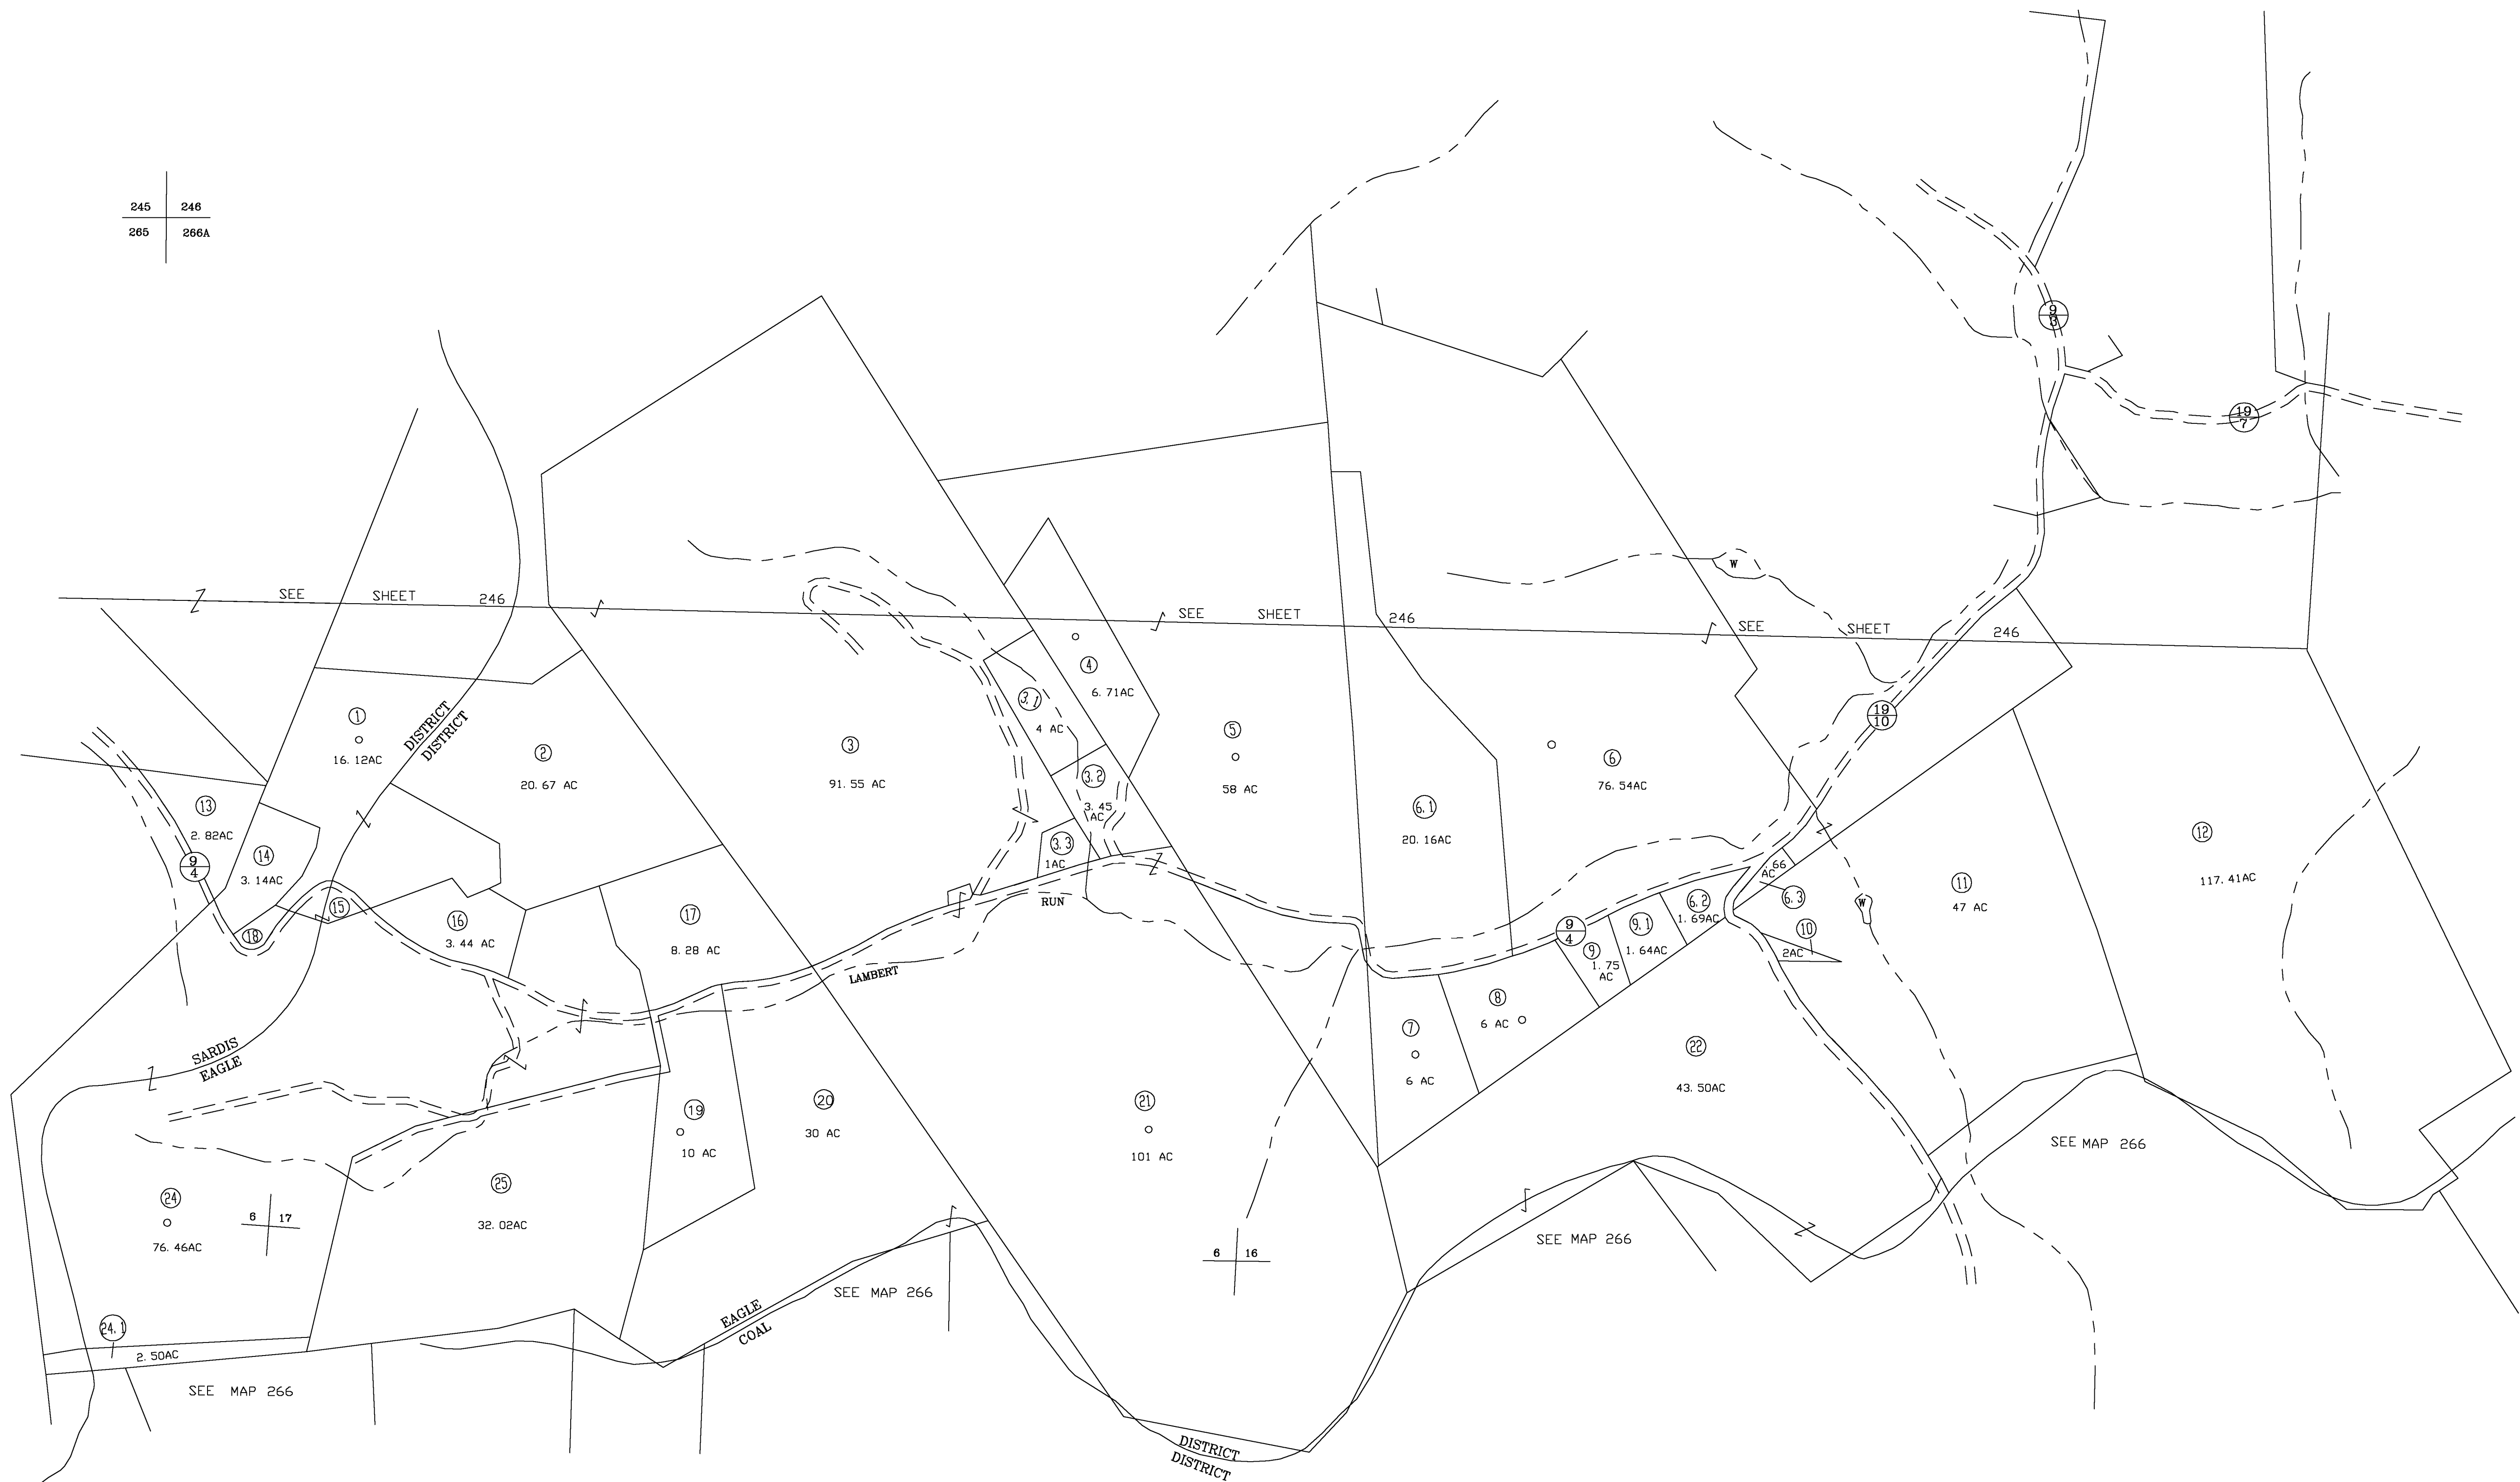 245 246
265 266A
9
3
19
7
W
SEE SHEET 246
SEE SHEET 246
SEE SHEET 246
4
6. 71AC
3.1
4 AC
1
16. 12AC
DISTRICT
DISTRICT
2
20. 67 AC
3
91. 55 AC
5
58 AC
6
76. 54AC
19
10
3. 2
3. 45
AC
3. 3
1AC
6. 1
20. 16AC
13
2. 82AC
9
4
14
3. 14AC
15
18
16
3. 44 AC
17
8. 28 AC
RUN
LAMBERT
9
4
9
1. 75
AC
9. 1
1. 64AC
6. 2
1. 69AC
.66
AC
6. 3
10
2AC
W
11
47 AC
12
117. 41AC
7
6 AC
8
6 AC
22
43. 50AC
SARDIS
EAGLE
19
10 AC
20
30 AC
21
101 AC
SEE MAP 266
24
76. 46AC
6 17
25
32. 02AC
6 16
SEE MAP 266
SEE MAP 266
EAGLE
COAL
24. 1
2. 50AC
SEE MAP 266
DISTRICT
DISTRICT